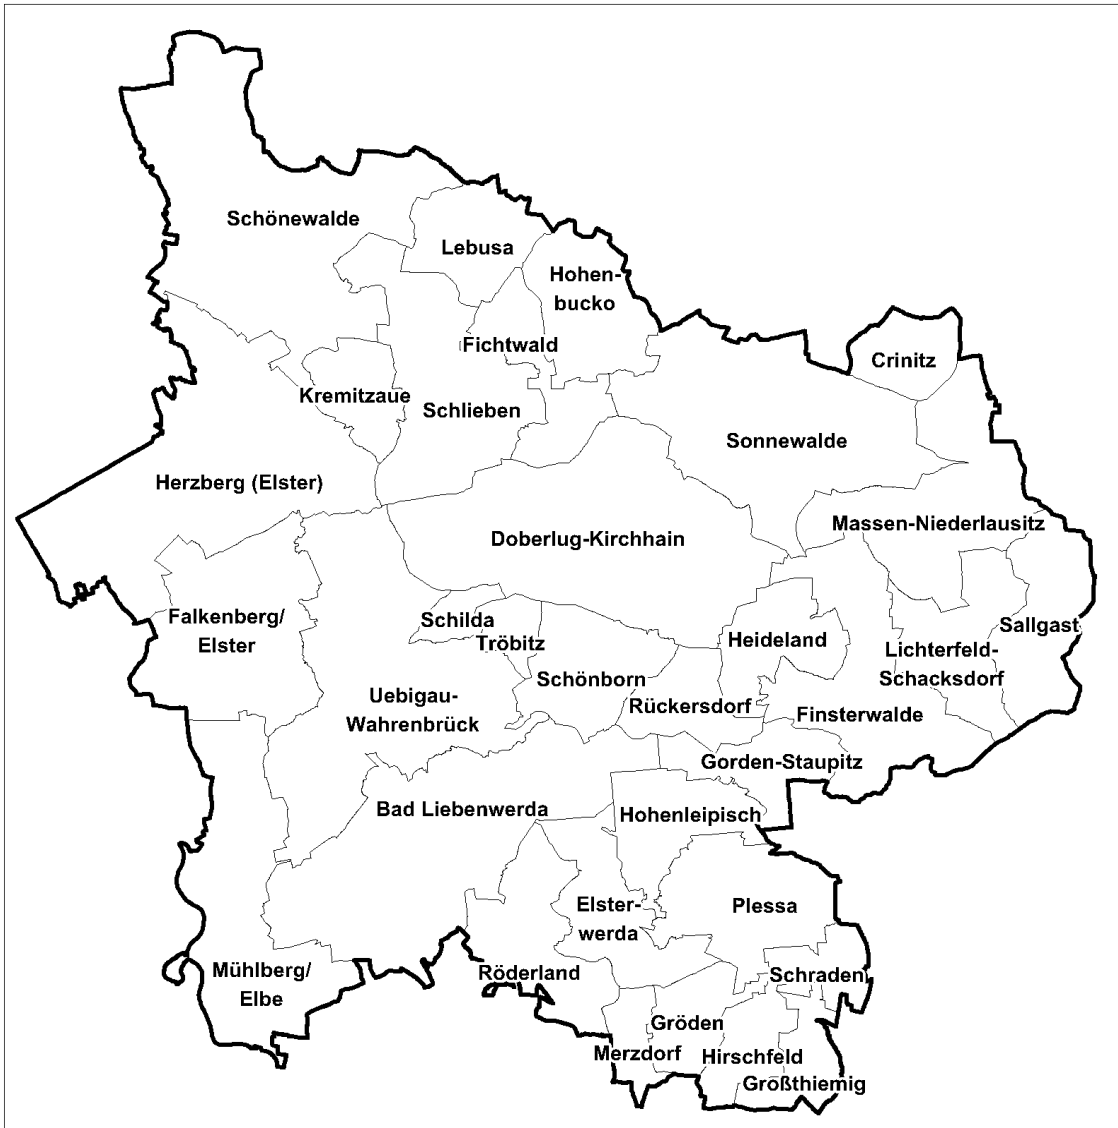 Schönewalde
Lebusa
Hohen-
bucko
Fichtwald
Crinitz
Kremitzaue
Schlieben
Sonnewalde
Herzberg (Elster)
Massen-Niederlausitz
Doberlug-Kirchhain
Falkenberg/
Elster
Schilda
Tröbitz
Heideland
Sallgast
Lichterfeld-
Schacksdorf
Schönborn
Uebigau-
Wahrenbrück
Rückersdorf
Finsterwalde
Gorden-Staupitz
Bad Liebenwerda
Hohenleipisch
Elster-
werda
Plessa
Mühlberg/
Elbe
Röderland
Schraden
Gröden
Merzdorf
Hirschfeld
Großthiemig